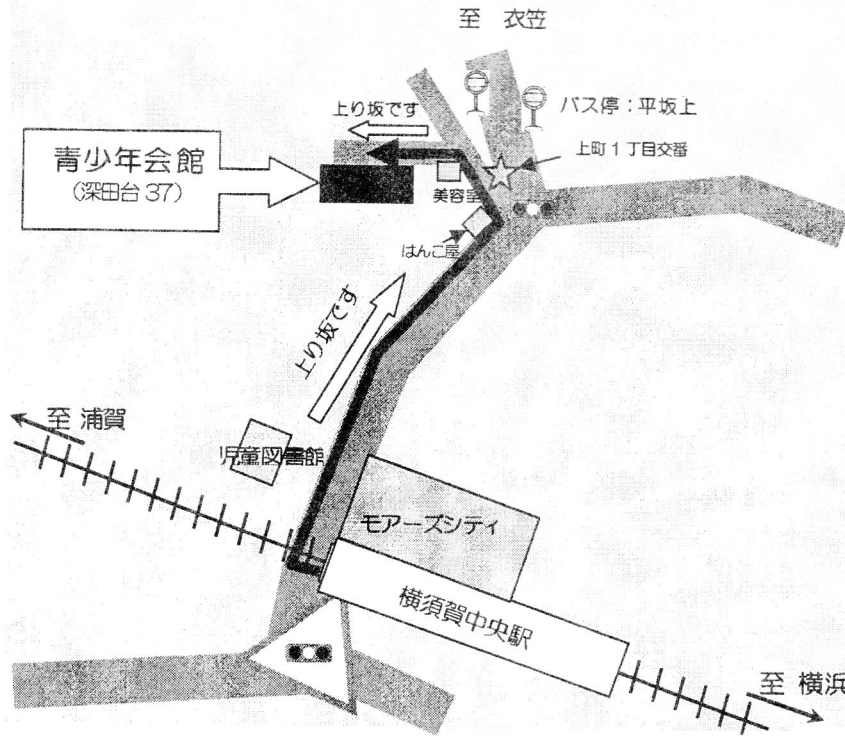 至 衣笠
バス停：平坂上
上り坂です
上町1丁目交番
青少年会館
(深田台 37)
美容室
はんこ屋
上り坂です
至 浦賀
児童図書館
モアーズシティ
横須賀中央駅
至 横浜